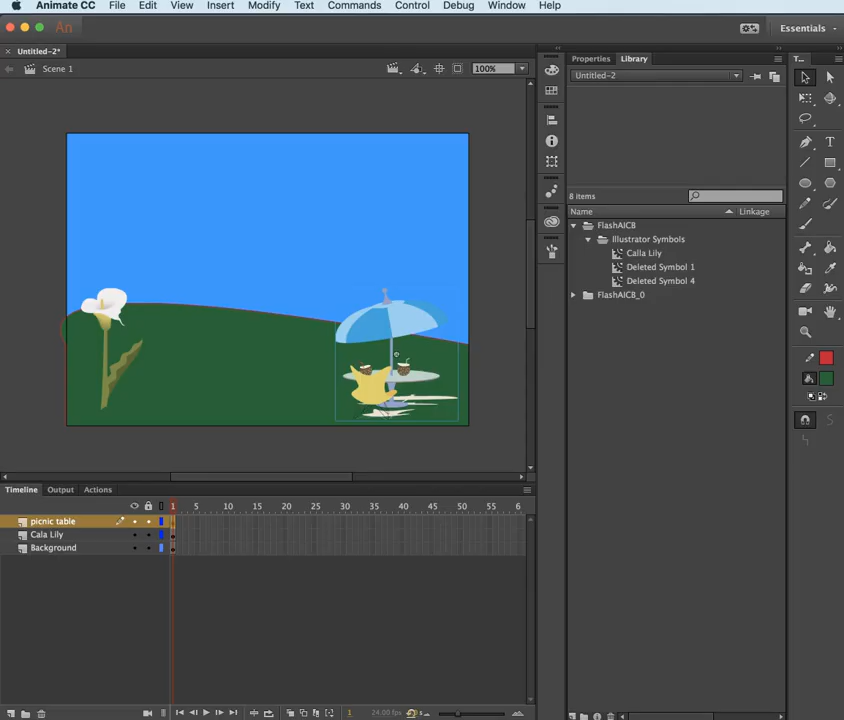 Animate CC File Edit View Insert Modify Text Commands Control Debug Window Help
An Essentials
Untitled-2*
Scene 1 100%
Properties Library
Untitled-2
8 items
Name Linkage
FlashAICB
Illustrator Symbols
Calla Lily
Deleted Symbol 1
Deleted Symbol 4
FlashAICB_0
Timeline Output Actions
1 5 10 15 20 25 30 35 40 45 50 55 6
picnic table
Cala Lily
Background
1 24.00 fps